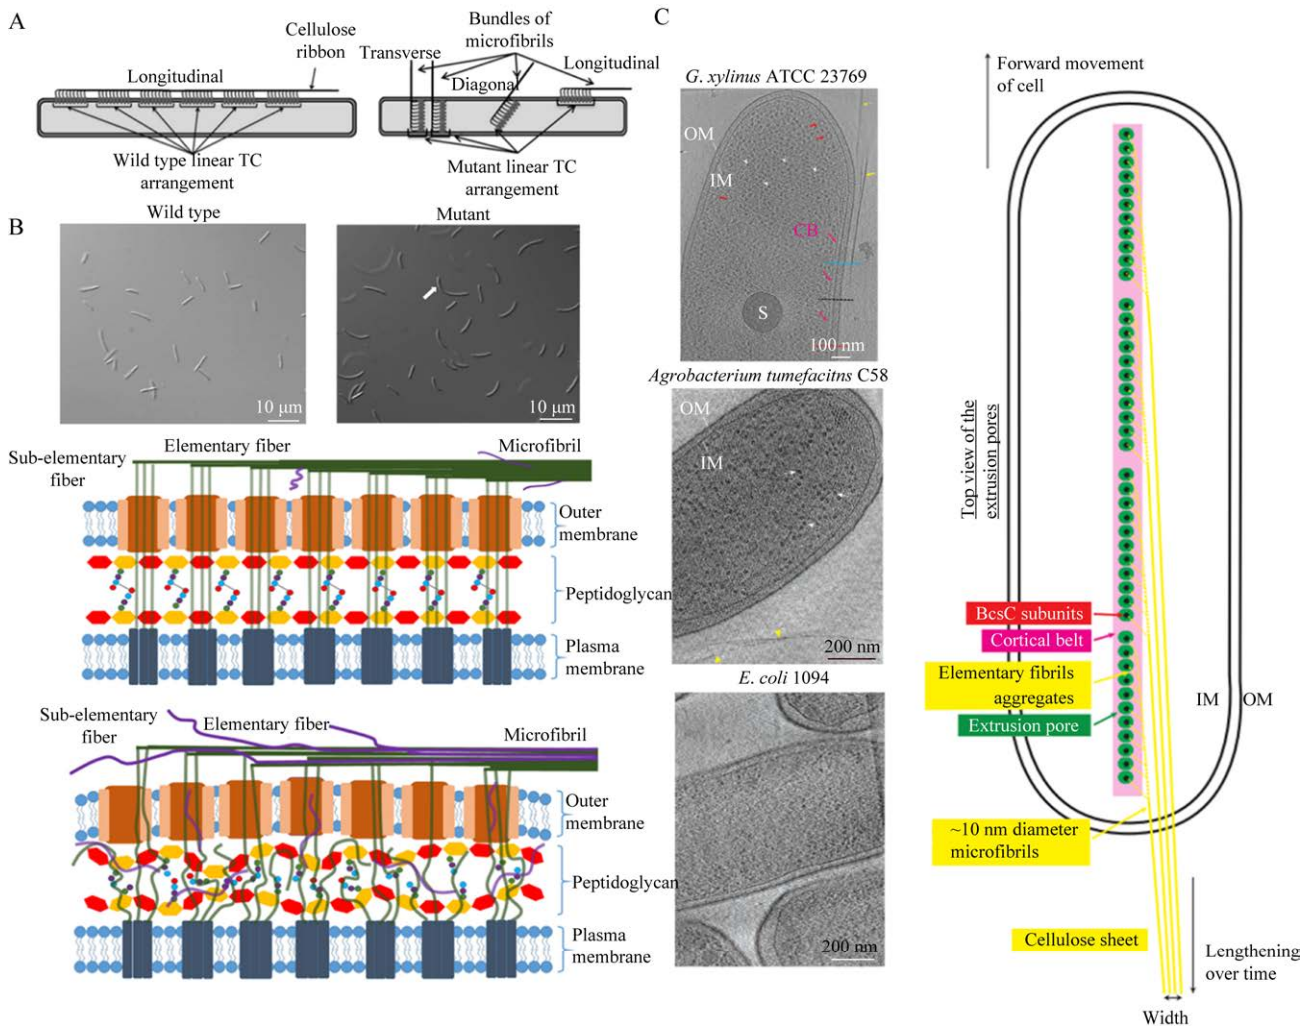 A
Longitudinal
Cellulose
ribbon
Wild type linear TC
arrangement
Transverse
Bundles of
microfibrils
Diagonal
Longitudinal
Mutant linear TC
arrangement
B
Wild type
10 μm
Mutant
10 μm
Sub-elementary
fiber
Elementary fiber
Microfibril
Outer
membrane
Peptidoglycan
Plasma
membrane
Sub-elementary
fiber
Elementary fiber
Microfibril
Outer
membrane
Peptidoglycan
Plasma
membrane
C
G. xylinus ATCC 23769
OM
IM
CB
S
100 nm
Agrobacterium tumefacitns C58
OM
IM
200 nm
E. coli 1094
200 nm
Forward movement
of cell
Top view of the
extrusion pores
BcsC subunits
Cortical belt
Elementary fibrils
aggregates
Extrusion pore
IM
OM
~10 nm diameter
microfibrils
Cellulose sheet
Lengthening
over time
Width